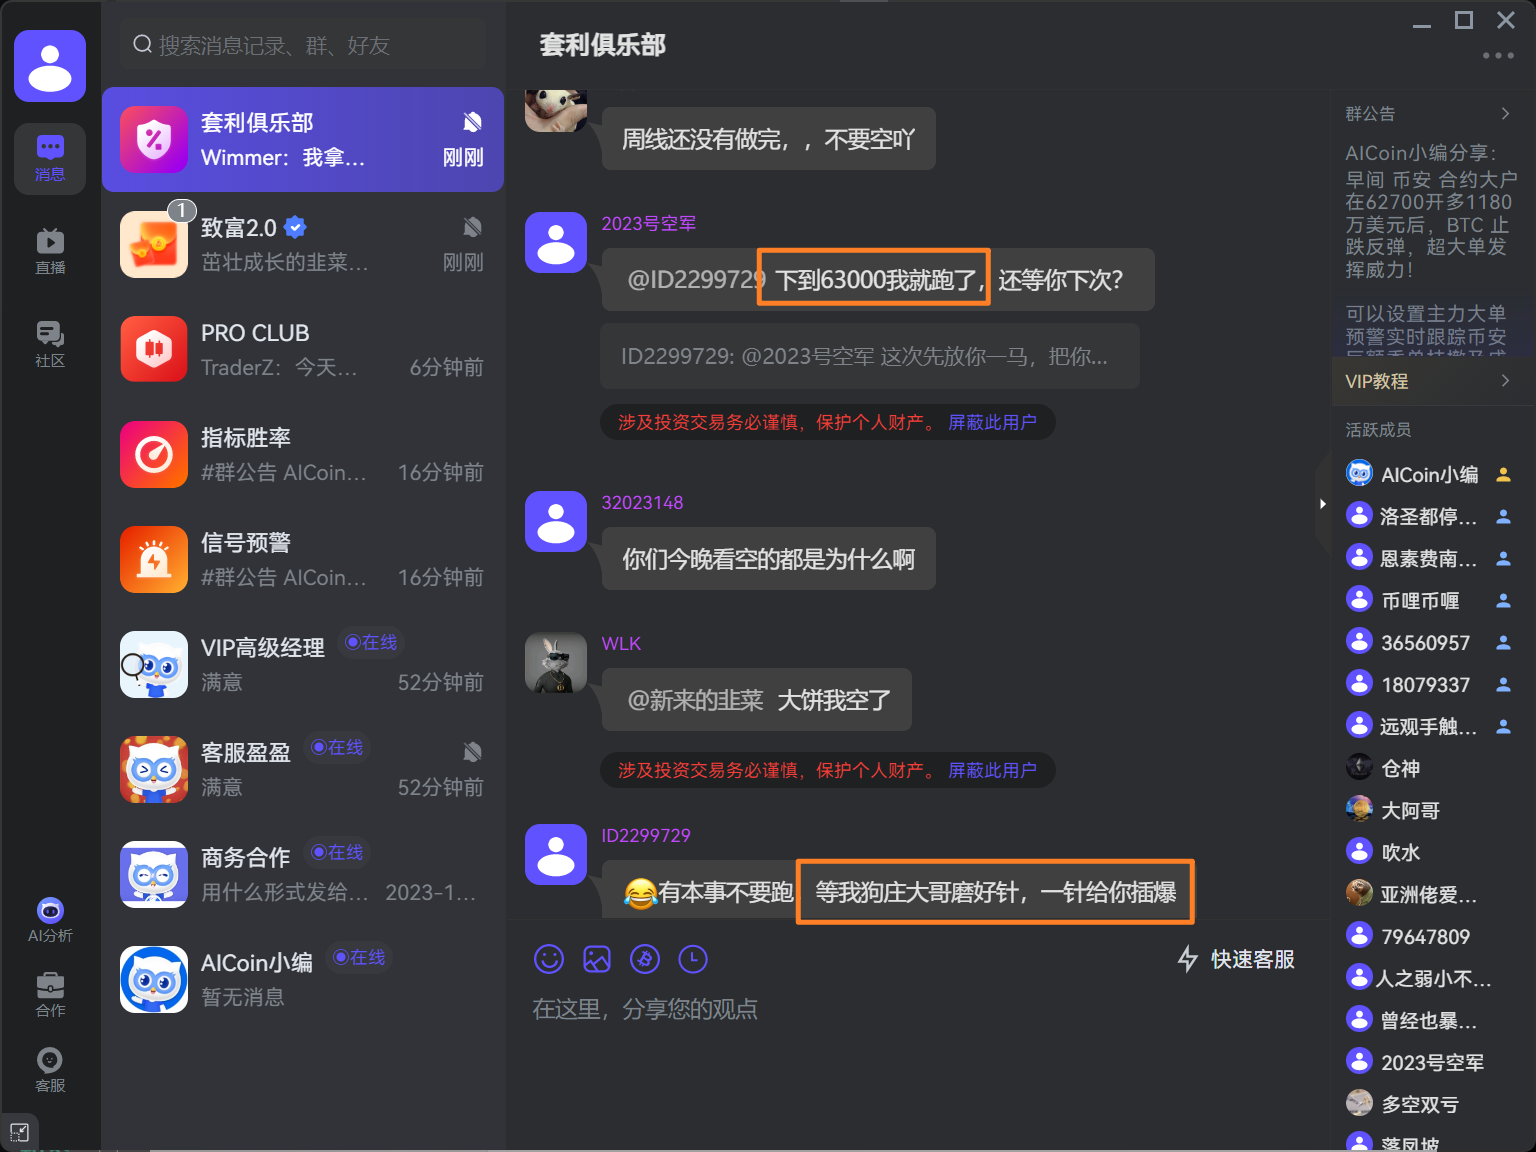 搜索消息记录、群、好友
消息
直播
社区
AI分析
合作
客服
套利俱乐部
Wimmer：我拿...
刚刚
1
致富2.0
茁壮成长的韭菜...
刚刚
PRO CLUB
TraderZ：今天...
6分钟前
指标胜率
#群公告 AICoin...
16分钟前
信号预警
#群公告 AICoin...
16分钟前
VIP高级经理
在线
满意
52分钟前
客服盈盈
在线
满意
52分钟前
商务合作
在线
用什么形式发给...
2023-1...
AICoin小编
在线
暂无消息
套利俱乐部
周线还没有做完，，不要空吖
2023号空军
@ID2299729 下到63000我就跑了，还等你下次？
ID2299729: @2023号空军 这次先放你一马，把你...
涉及投资交易务必谨慎，保护个人财产。 屏蔽此用户
32023148
你们今晚看空的都是为什么啊
WLK
@新来的韭菜 大饼我空了
涉及投资交易务必谨慎，保护个人财产。 屏蔽此用户
ID2299729
😂有本事不要跑 等我狗庄大哥磨好针，一针给你插爆
快速客服
在这里，分享您的观点
群公告
AICoin小编分享：
早间 币安 合约大户
在62700开多1180
万美元后，BTC 止
跌反弹，超大单发
挥威力！
可以设置主力大单
预警实时跟踪币安
VIP教程
活跃成员
AICoin小编
洛圣都停...
恩素费南...
币哩币喱
36560957
18079337
远观手触...
仓神
大阿哥
吹水
亚洲佬爱...
79647809
人之弱小不...
曾经也暴...
2023号空军
多空双亏
落凤坡